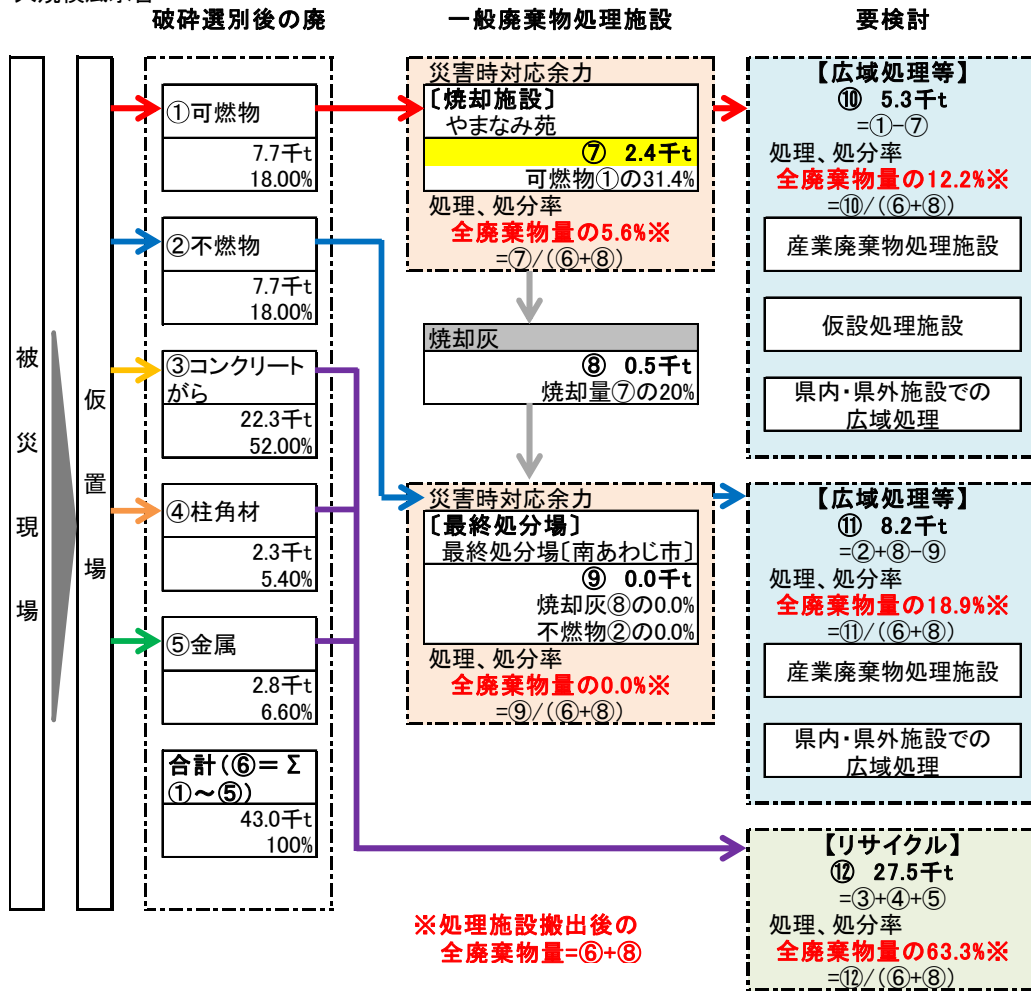 破砕選別後の廃
一般廃棄物処理施設
要検討
被災現場
仮置場
①可燃物
7.7千t
18.00%
②不燃物
7.7千t
18.00%
③コンクリート
がら
22.3千t
52.00%
④柱角材
2.3千t
5.40%
⑤金属
2.8千t
6.60%
合計(⑥=Σ
①～⑤)
43.0千t
100%
災害時対応余力
〔焼却施設〕
やまなみ苑
⑦ 2.4千t
可燃物①の31.4%
処理、処分率
全廃棄物量の5.6%※
=⑦/(⑥+⑧)
焼却灰
⑧ 0.5千t
焼却量⑦の20%
災害時対応余力
〔最終処分場〕
最終処分場〔南あわじ市〕
⑨ 0.0千t
焼却灰⑧の0.0%
不燃物②の0.0%
処理、処分率
全廃棄物量の0.0%※
=⑨/(⑥+⑧)
※処理施設搬出後の
全廃棄物量=⑥+⑧
【広域処理等】
⑩ 5.3千t
=①-⑦
処理、処分率
全廃棄物量の12.2%※
=⑩/(⑥+⑧)
産業廃棄物処理施設
仮設処理施設
県内・県外施設での
広域処理
【広域処理等】
⑪ 8.2千t
=②+⑧-⑨
処理、処分率
全廃棄物量の18.9%※
=⑪/(⑥+⑧)
産業廃棄物処理施設
県内・県外施設での
広域処理
【リサイクル】
⑫ 27.5千t
=③+④+⑤
処理、処分率
全廃棄物量の63.3%※
=⑫/(⑥+⑧)